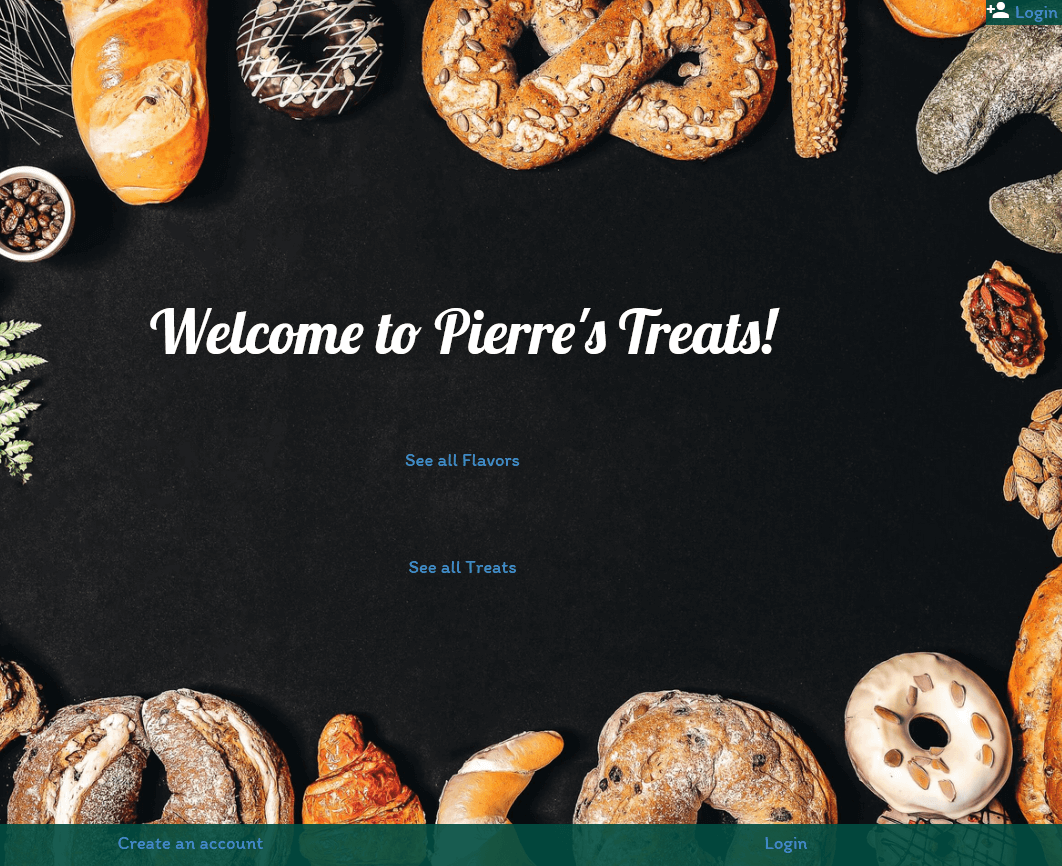 Login
Welcome to Pierre's Treats!
See all Flavors
See all Treats
Create an account
Login